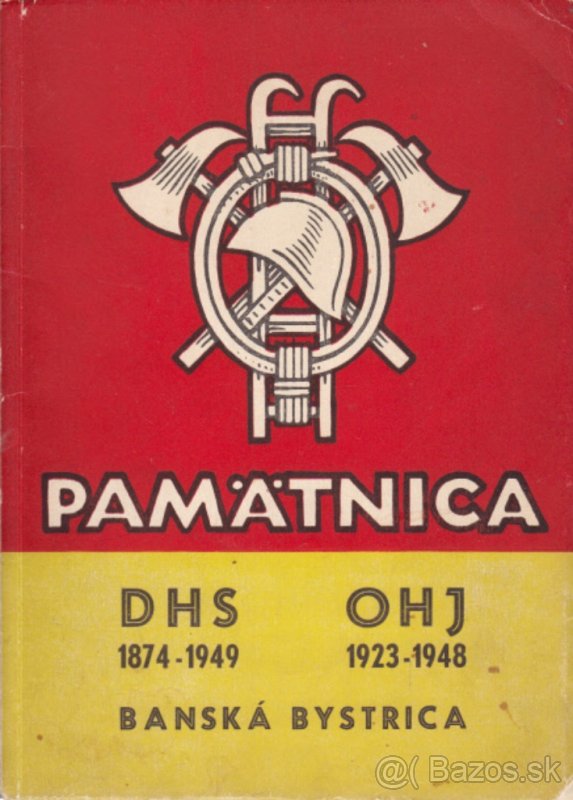 PAMÄTNICA
DHS OHJ
1874-1949 1923-1948
BANSKÁ BYSTRICA
@( Bazos.sk